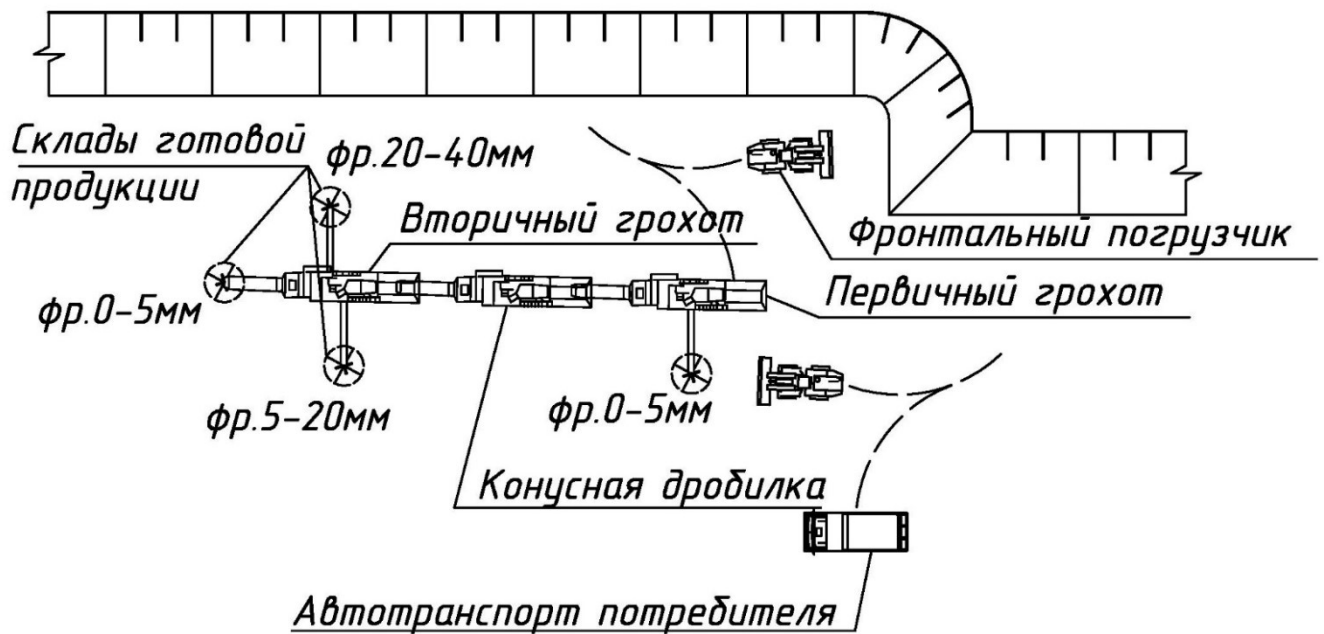 Склады готовой
продукции
фр.20-40мм
Вторичный грохот
Фронтальный погрузчик
Первичный грохот
фр.0-5мм
фр.5-20мм
фр.0-5мм
Конусная дробилка
Автотранспорт потребителя